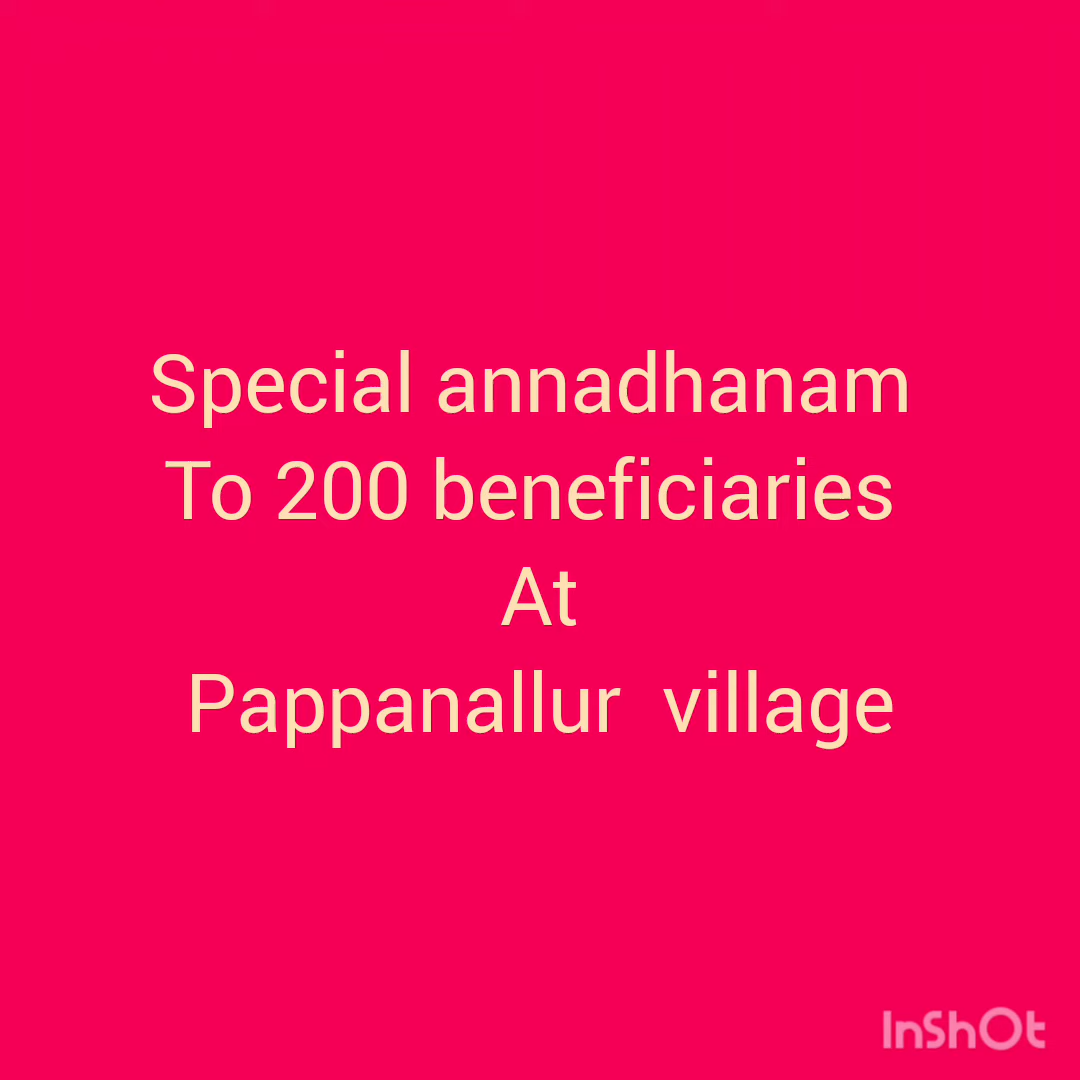 Special annadhanam
To 200 beneficiaries
At
Pappanallur  village
InShOt